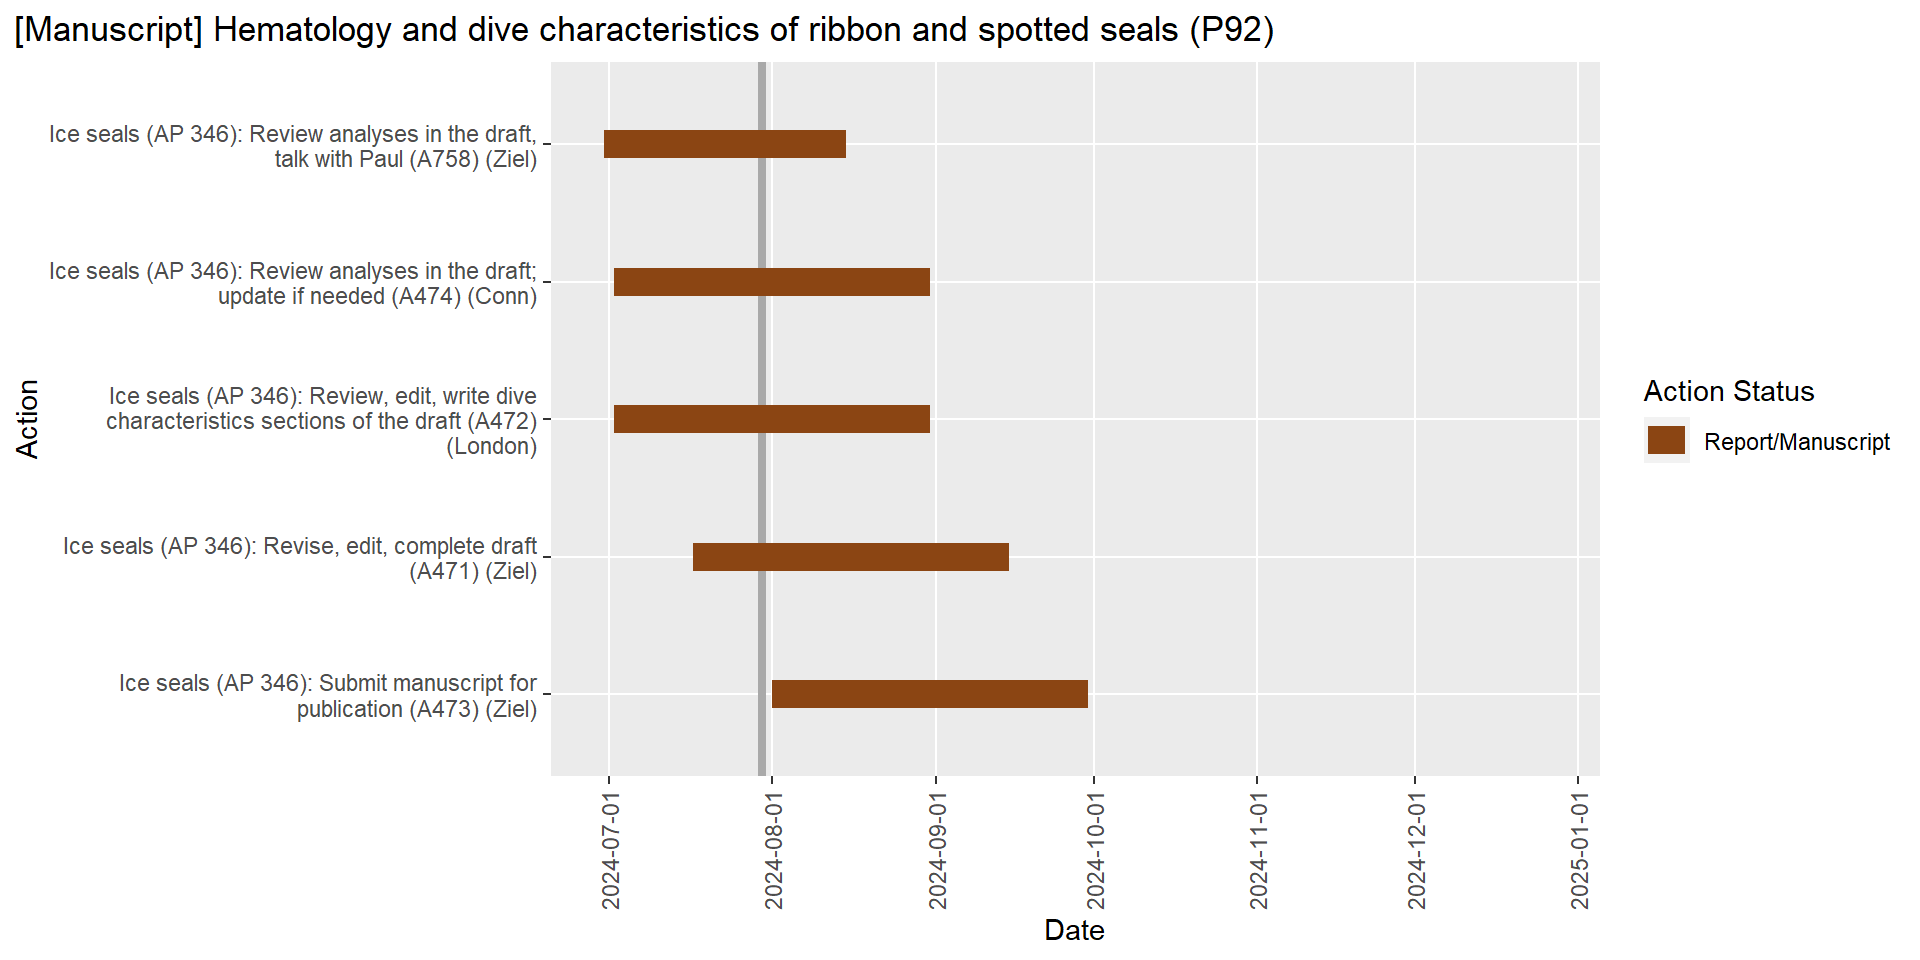 [Manuscript] Hematology and dive characteristics of ribbon and spotted seals (P92)
Action
Ice seals (AP 346): Review analyses in the draft,
talk with Paul (A758) (Ziel)
Ice seals (AP 346): Review analyses in the draft;
update if needed (A474) (Conn)
Ice seals (AP 346): Review, edit, write dive
characteristics sections of the draft (A472)
(London)
Ice seals (AP 346): Revise, edit, complete draft
(A471) (Ziel)
Ice seals (AP 346): Submit manuscript for
publication (A473) (Ziel)
2024-07-01
2024-08-01
2024-09-01
2024-10-01
2024-11-01
2024-12-01
2025-01-01
Date
Action Status
Report/Manuscript